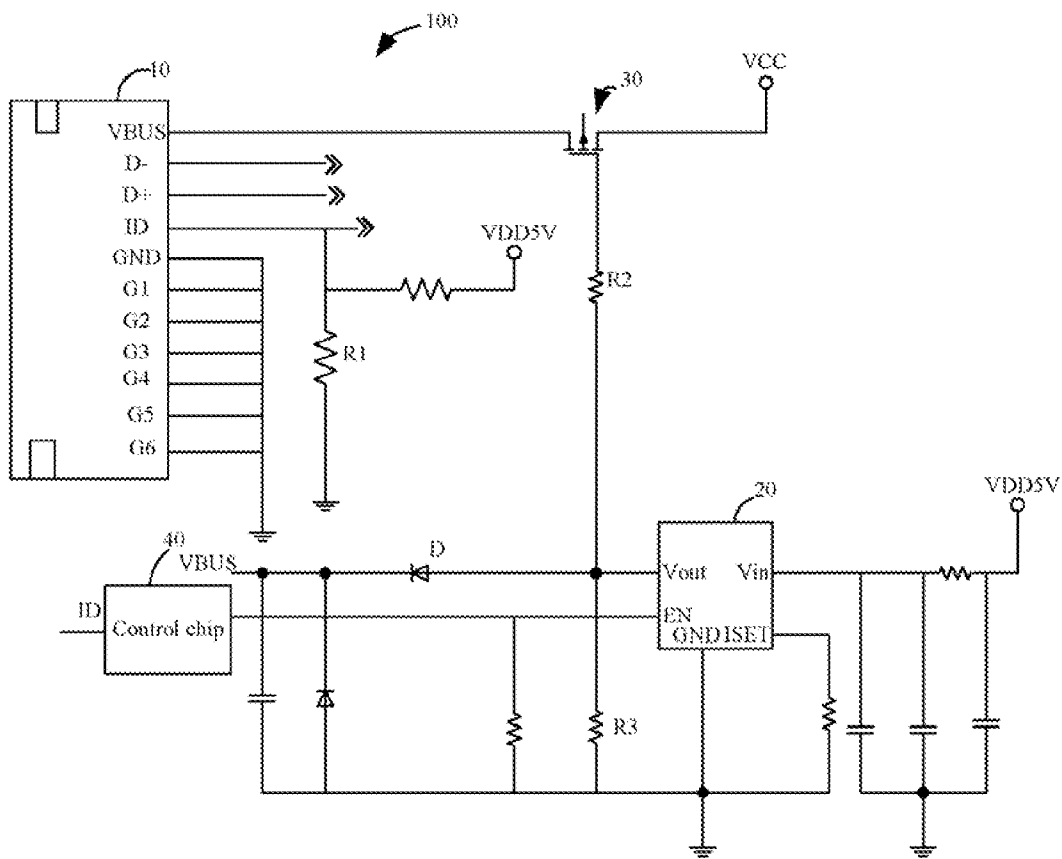 100
10
30
VCC
VBUS
D-
D+
ID
VDD5V
GND
G1
R2
G2
G3
R1
G4
G5
G6
20
VDD5V
40
VBUS
D
Vout
Vin
ID
Control chip
EN
GND
ISET
R3